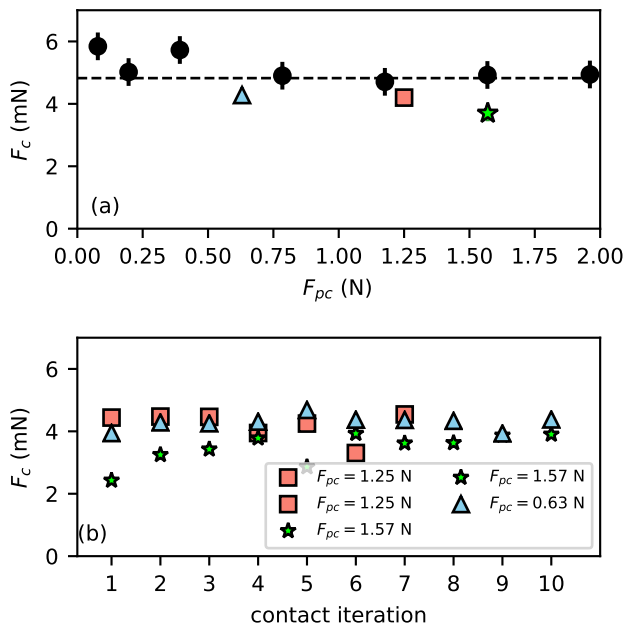 6
4
2
0
F_c (mN)
(a)
0.00 0.25 0.50 0.75 1.00 1.25 1.50 1.75 2.00
F_pc (N)
6
4
2
0
F_c (mN)
(b)
F_pc = 1.25 N F_pc = 1.57 N
F_pc = 1.25 N F_pc = 0.63 N
F_pc = 1.57 N
1 2 3 4 5 6 7 8 9 10
contact iteration